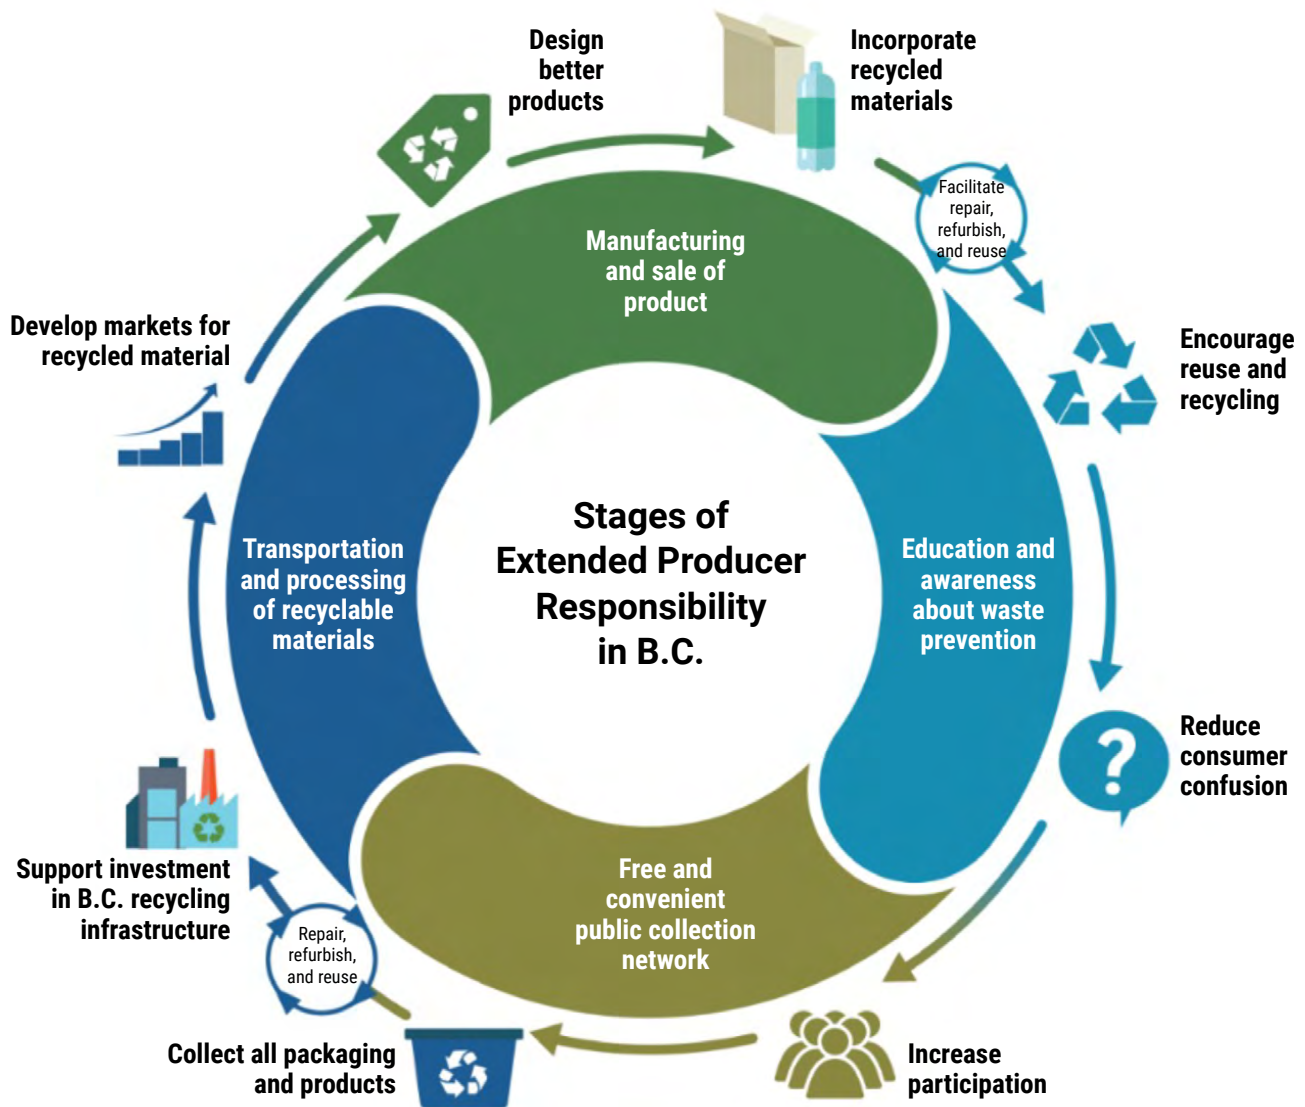 Design
better
products
Incorporate
recycled
materials
Facilitate
repair,
refurbish,
and reuse
Manufacturing
and sale of
product
Develop markets for
recycled material
Encourage
reuse and
recycling
Stages of
Extended Producer
Responsibility
in B.C.
Transportation
and processing
of recyclable
materials
Education and
awareness
about waste
prevention
?
Reduce
consumer
confusion
Support investment
in B.C. recycling
infrastructure
Free and
convenient
public collection
network
Repair,
refurbish,
and reuse
Collect all packaging
and products
Increase
participation